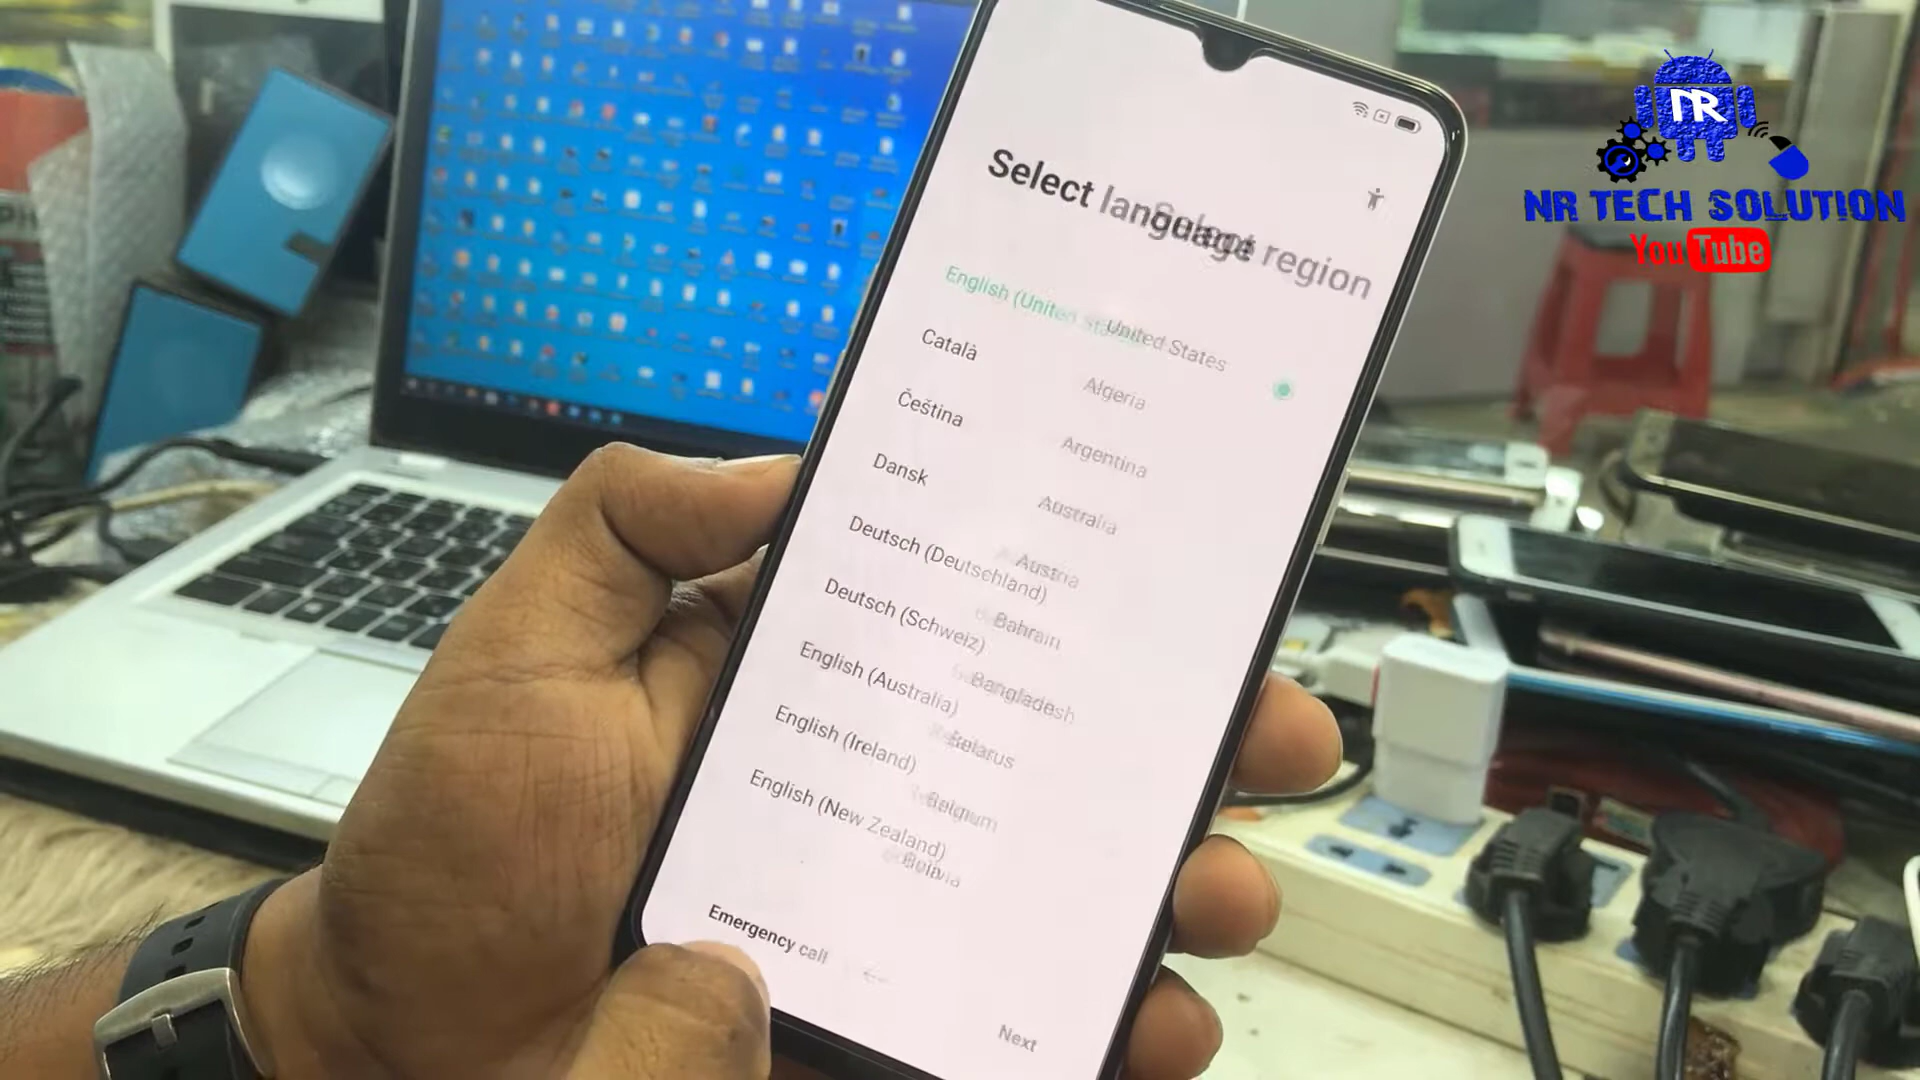 NR
NR TECH SOLUTION
YouTube
Select language
Select region
English (United States)
United States
Català
Algeria
Čeština
Argentina
Dansk
Australia
Deutsch (Deutschland)
Austria
Deutsch (Schweiz)
Bahrain
English (Australia)
Bangladesh
English (Ireland)
Belarus
English (New Zealand)
Belgium
Bolivia
Emergency call
Next